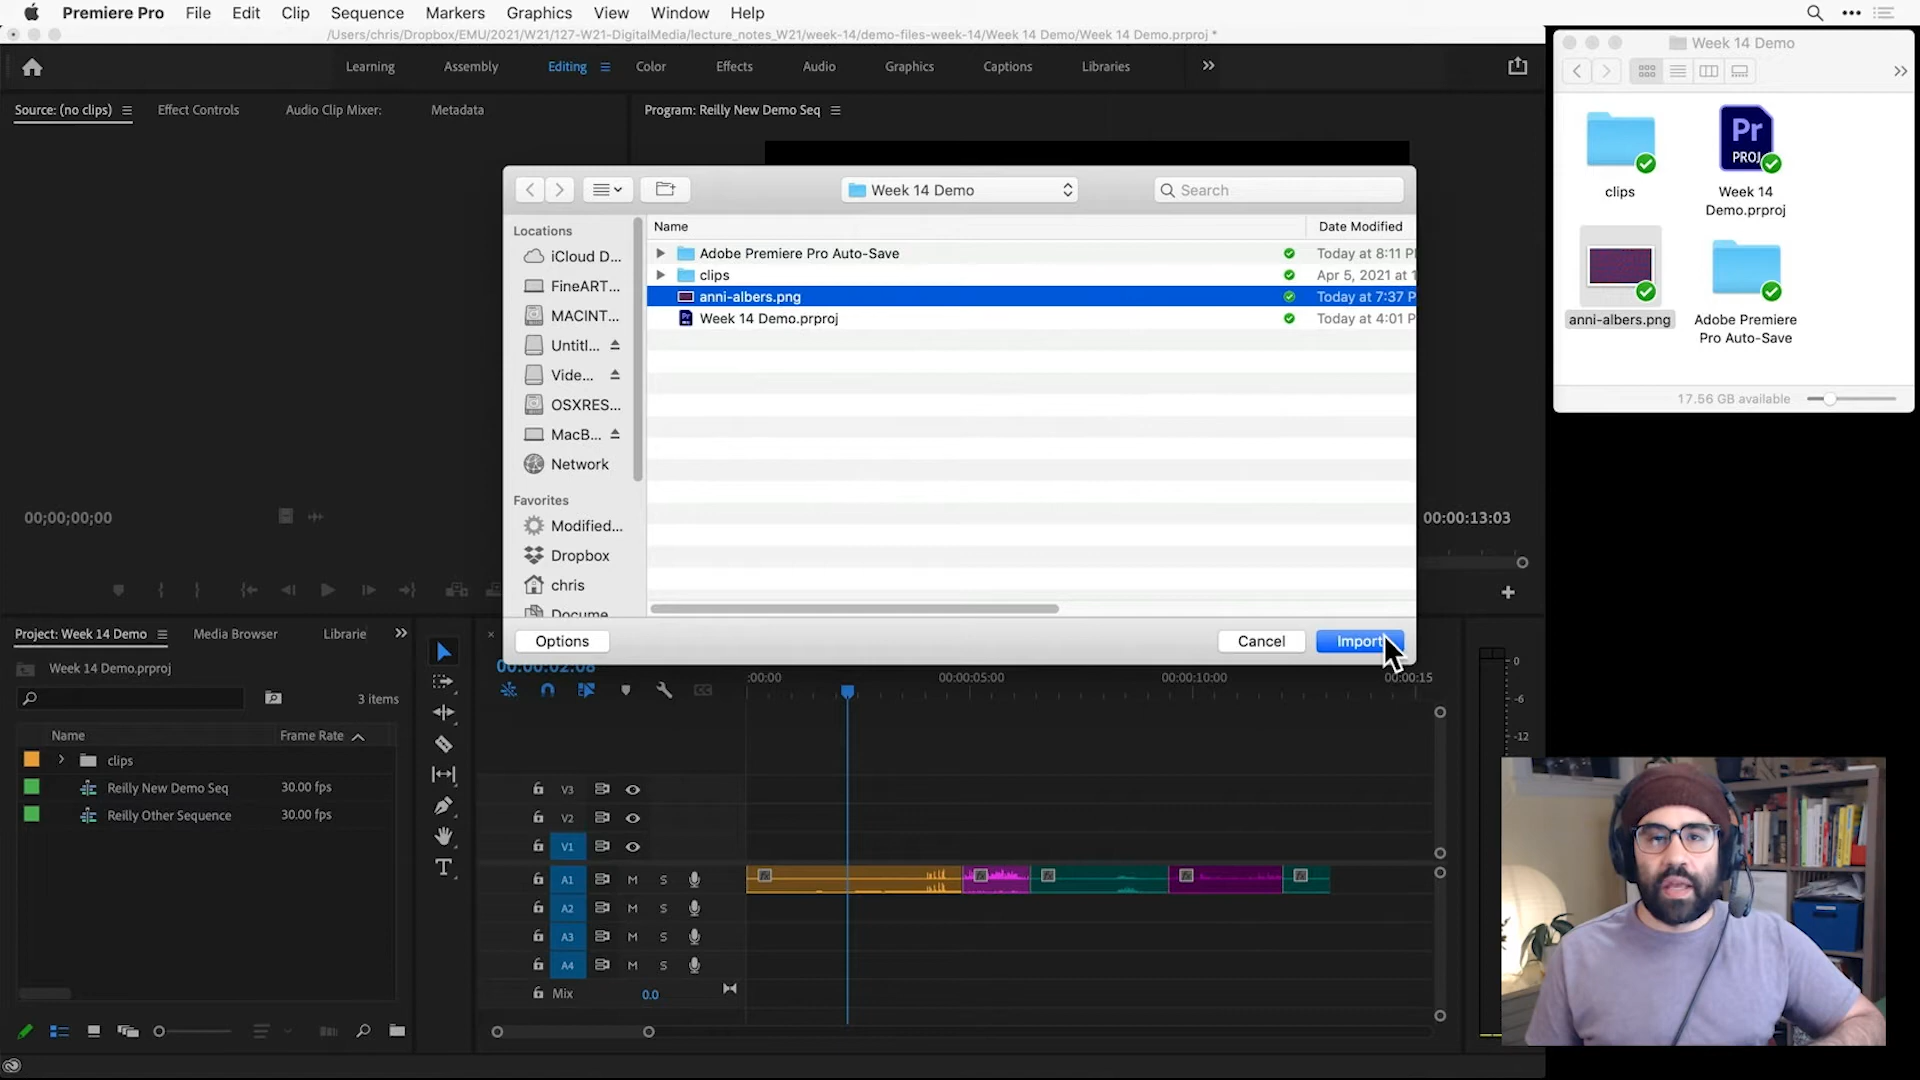 Premiere Pro File Edit Clip Sequence Markers Graphics View Window Help
/Users/chris/Dropbox/EMU/2021/W21/127-W21-DigitalMedia/lecture_notes_W21/week-14/demo-files-week-14/Week 14 Demo/Week 14 Demo.prproj *
Learning Assembly Editing Color Effects Audio Graphics Captions Libraries
Source: (no clips) Effect Controls Audio Clip Mixer: Metadata
Program: Reilly New Demo Seq
Week 14 Demo
Search
Name Date Modified
Adobe Premiere Pro Auto-Save Today at 8:11 P
clips Apr 5, 2021 at 1
anni-albers.png Today at 7:37 P
Week 14 Demo.prproj Today at 4:01 P
Locations
iCloud D...
FineART...
MACINT...
Untitl...
Vide...
OSXRES...
MacB...
Network
Favorites
Modified...
Dropbox
chris
Docume
Options Cancel Import
Week 14 Demo
clips
Pr
PROJ
Week 14
Demo.prproj
anni-albers.png
Adobe Premiere
Pro Auto-Save
17.56 GB available
00;00;00;00
00:00:13:03
Project: Week 14 Demo Media Browser Librarie
Week 14 Demo.prproj
3 items
Name Frame Rate
clips
Reilly New Demo Seq 30.00 fps
Reilly Other Sequence 30.00 fps
00:00:02:08
:00:00 00:00:05:00 00:00:10:00 00:00:15
V3
V2
V1
A1 M S
A2 M S
A3 M S
A4 M S
Mix 0.0
0
-6
-12
T